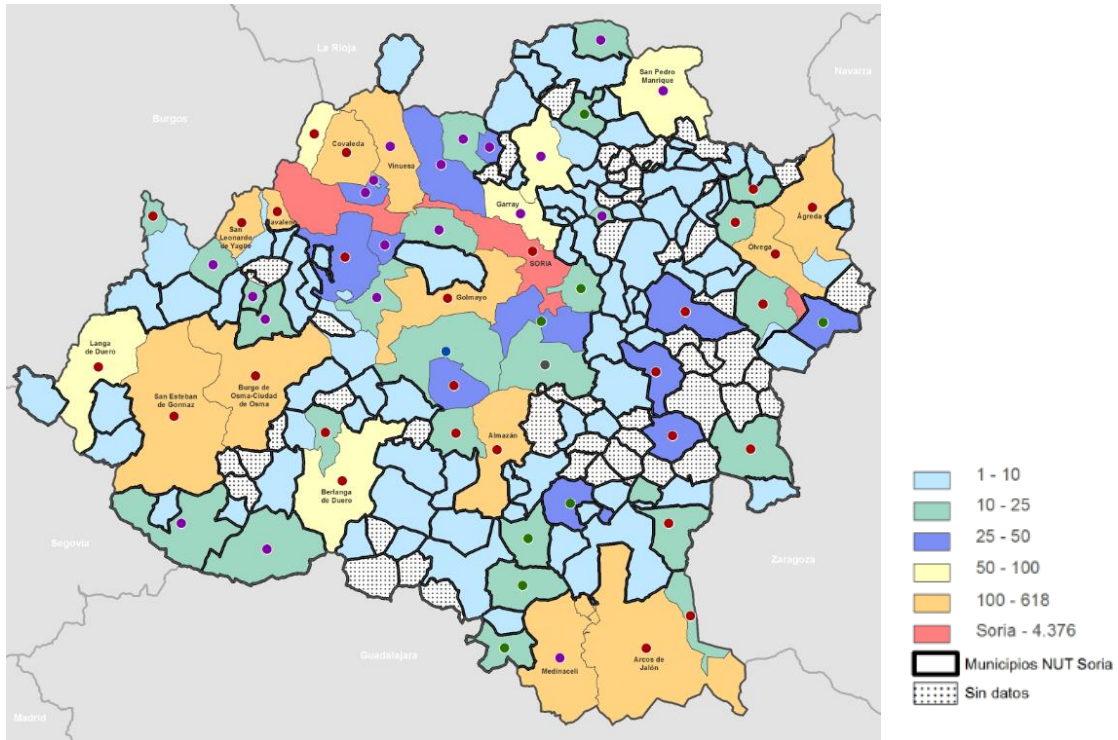 La Rioja
San Pedro
Manrique
Navarra
Burgos
Covaleda
Vinuesa
Garray
Ágreda
San
Leonardo
de Yagüe
Navaleno
SORIA
Ólvega
Golmayo
Langa
de Duero
San Esteban
de Gormaz
Burgo de
Osma-Ciudad
de Osma
Almazán
Berlanga
de Duero
Segovia
Zaragoza
Guadalajara
Medinaceli
Arcos
de Jalón
Madrid
1 - 10
10 - 25
25 - 50
50 - 100
100 - 618
Soria - 4.376
Municipios NUT Soria
Sin datos